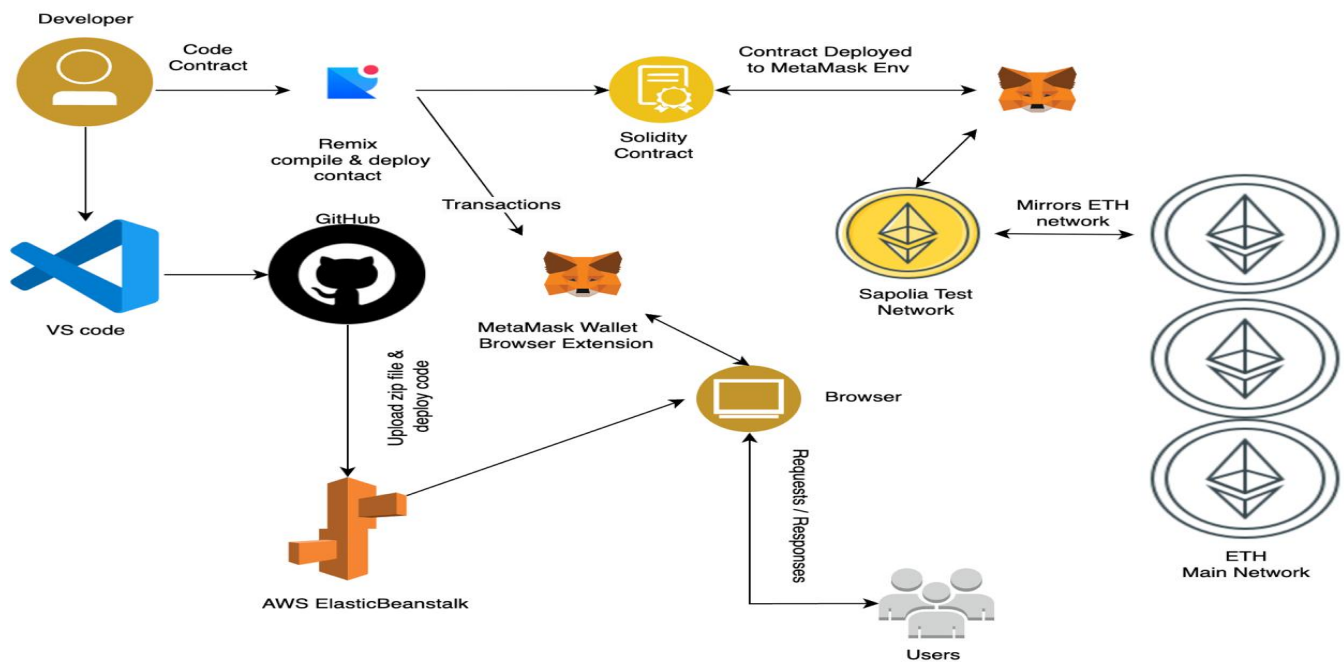 Developer
Code
Contract
Contract Deployed
to MetaMask Env
Remix
compile & deploy
contact
Solidity
Contract
Transactions
GitHub
Mirrors ETH
network
Sapolia Test
Network
VS code
MetaMask Wallet
Browser Extension
Upload zip file &
deploy code
Browser
Requests / Responses
ETH
Main Network
AWS ElasticBeanstalk
Users